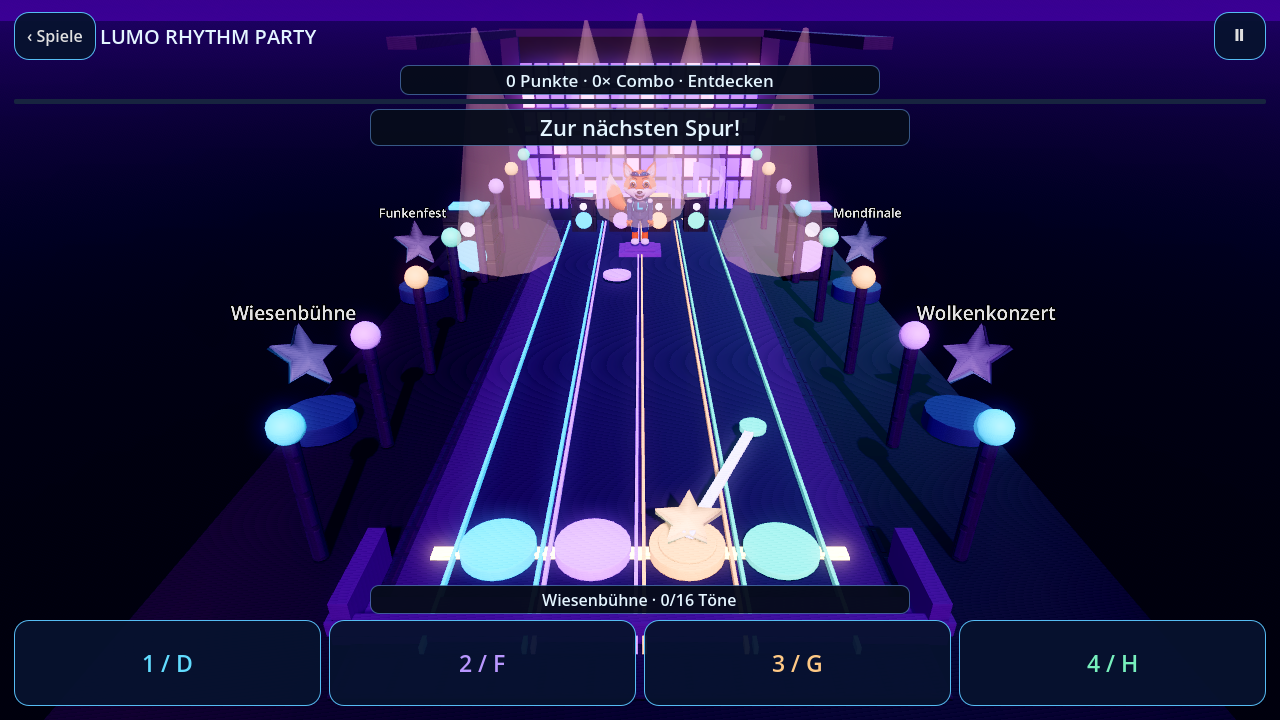 ‹ Spiele
LUMO RHYTHM PARTY
0 Punkte · 0× Combo · Entdecken
Zur nächsten Spur!
Funkenfest
Mondfinale
Wiesenbühne
Wolkenkonzert
Wiesenbühne · 0/16 Töne
1 / D
2 / F
3 / G
4 / H